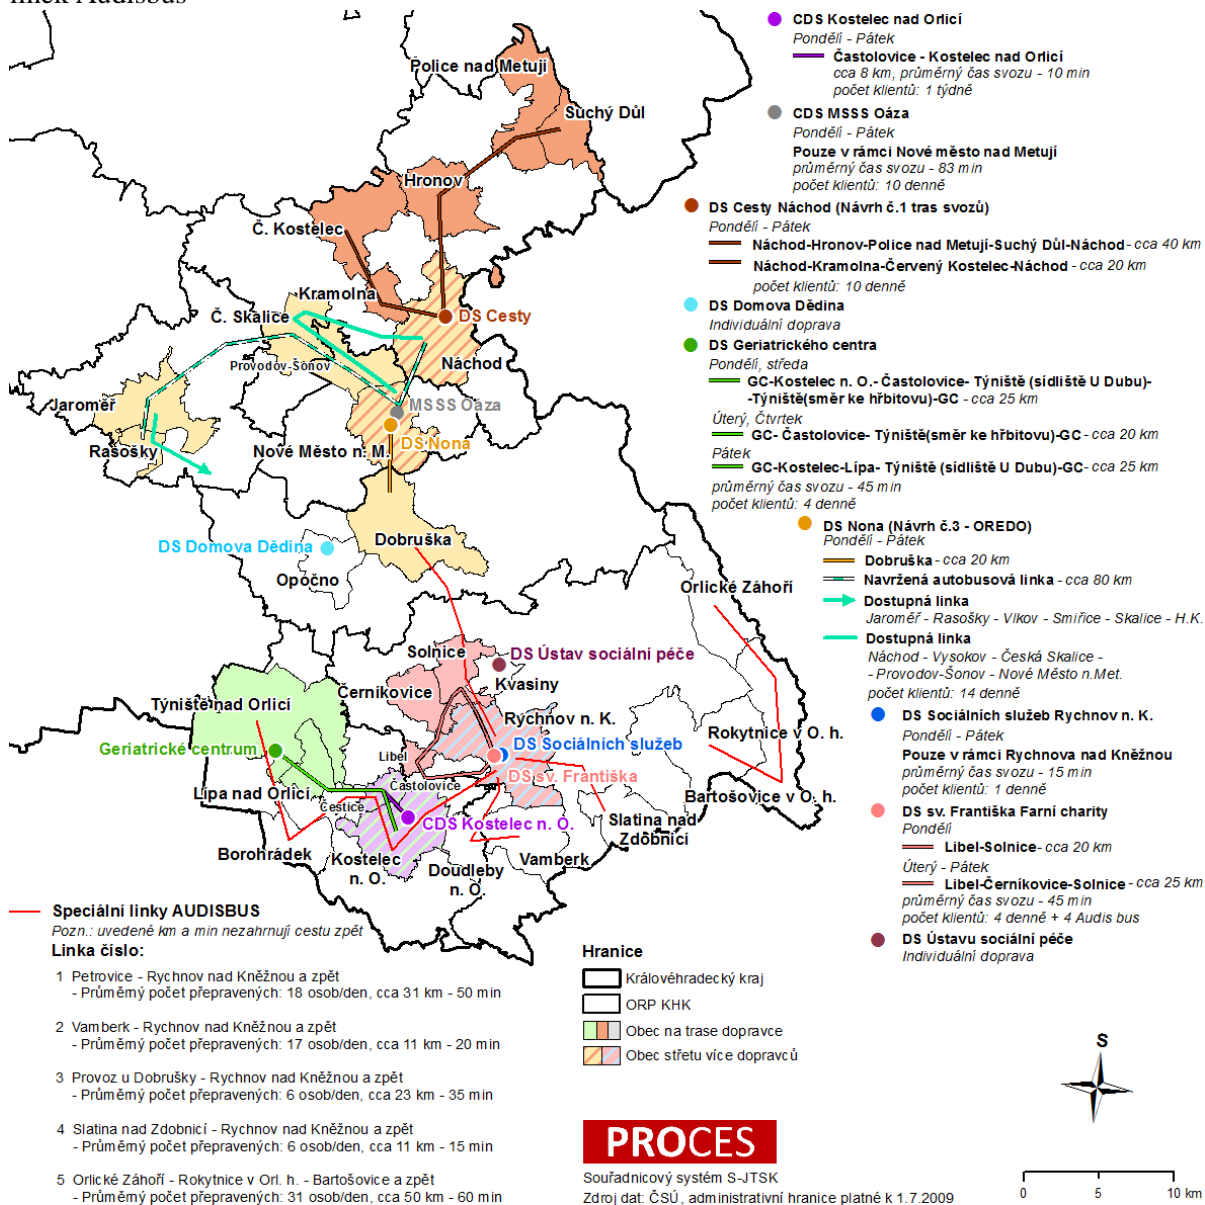 linek Audisbus
CDS Kostelec nad Orlicí
Pondělí - Pátek
Častolovice - Kostelec nad Orlicí
cca 8 km, průměrný čas svozu - 10 min
počet klientů: 1 týdně
CDS MSSS Oáza
Pondělí - Pátek
Pouze v rámci Nové město nad Metují
průměrný čas svozu - 83 min
počet klientů: 10 denně
DS Cesty Náchod (Návrh č.1 tras svozů)
Pondělí - Pátek
Náchod-Hronov-Police nad Metují-Suchý Důl-Náchod - cca 40 km
Náchod-Kramolna-Červený Kostelec-Náchod - cca 20 km
počet klientů: 10 denně
DS Domova Dědina
Individuální doprava
DS Geriatrického centra
Pondělí, středa
GC-Kostelec n. O.- Častolovice- Týniště (sídliště U Dubu)-
-Týniště(směr ke hřbitovu)-GC - cca 25 km
Úterý, Čtvrtek
GC- Častolovice- Týniště(směr ke hřbitovu)-GC - cca 20 km
Pátek
GC-Kostelec-Lípa- Týniště (sídliště U Dubu)-GC - cca 25 km
průměrný čas svozu - 45 min
počet klientů: 4 denně
DS Nona (Návrh č.3 - OREDO)
Pondělí - Pátek
Dobruška - cca 20 km
Navržená autobusová linka - cca 80 km
Dostupná linka
Jaroměř - Rasošky - Vlkov - Smiřice - Skalice - H.K.
Dostupná linka
Náchod - Vysokov - Česká Skalice -
- Provodov-Šonov - Nové Město n.Met.
počet klientů: 14 denně
DS Sociálních služeb Rychnov n. K.
Pondělí - Pátek
Pouze v rámci Rychnova nad Kněžnou
průměrný čas svozu - 15 min
počet klientů: 1 denně
DS sv. Františka Farní charity
Pondělí
Libel-Solnice - cca 20 km
Úterý - Pátek
Libel-Černíkovice-Solnice - cca 25 km
průměrný čas svozu - 45 min
počet klientů: 4 denně + 4 Audis bus
DS Ústavu sociální péče
Individuální doprava
Police nad Metují
Suchý Důl
Hronov
Č. Kostelec
Kramolna
Č. Skalice
DS Cesty
Provodov-Šonov
Náchod
Jaroměř
MSSS Oáza
Rašošky
Nové Město n. M.
DS Nona
DS Domova Dědina
Dobruška
Opočno
Orlické Záhoří
Solnice
DS Ústav sociální péče
Kvasiny
Černíkovice
Týniště nad Orlicí
Rychnov n. K.
Rokytnice v O. h.
Geriatrické centrum
DS Sociálních služeb
Libel
DS sv. Františka
Častolovice
Lípa nad Orlicí
Čestice
Bartošovice v O. h.
CDS Kostelec n. O.
Slatina nad
Zdobnicí
Borohrádek
Kostelec
n. O.
Doudleby
n. O.
Vamberk
Speciální linky AUDISBUS
Pozn.: uvedené km a min nezahrnují cestu zpět
Linka číslo:
1 Petrovice - Rychnov nad Kněžnou a zpět
- Průměrný počet přepravených: 18 osob/den, cca 31 km - 50 min
2 Vamberk - Rychnov nad Kněžnou a zpět
- Průměrný počet přepravených: 17 osob/den, cca 11 km - 20 min
3 Provoz u Dobrušky - Rychnov nad Kněžnou a zpět
- Průměrný počet přepravených: 6 osob/den, cca 23 km - 35 min
4 Slatina nad Zdobnicí - Rychnov nad Kněžnou a zpět
- Průměrný počet přepravených: 6 osob/den, cca 11 km - 15 min
5 Orlické Záhoří - Rokytnice v Orl. h. - Bartošovice a zpět
- Průměrný počet přepravených: 31 osob/den, cca 50 km - 60 min
Hranice
Královéhradecký kraj
ORP KHK
Obec na trase dopravce
Obec střetu více dopravců
PROCES
Souřadnicový systém S-JTSK
Zdroj dat: ČSÚ, administrativní hranice platné k 1.7.2009
S
0 5 10 km